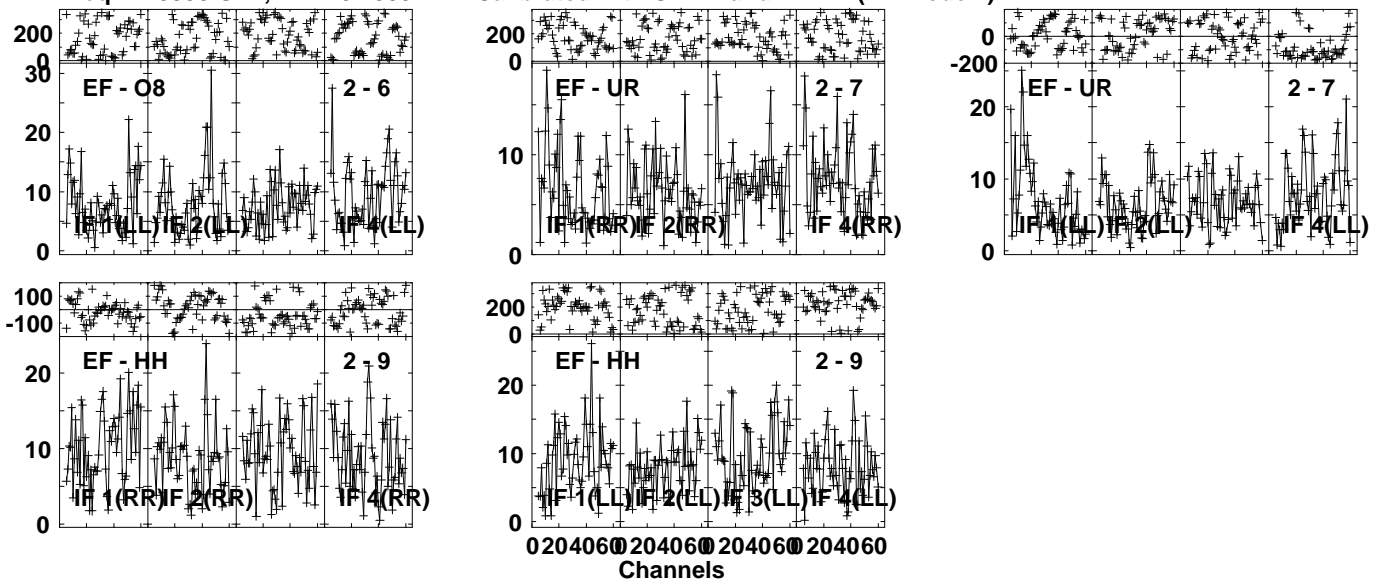 200
0
200
0
0
-200
30
20
10
0
EF - O8
2 - 6
IF 1(LL)
IF 2(LL)
IF 4(LL)
10
0
EF - UR
2 - 7
IF 1(RR)
IF 2(RR)
IF 4(RR)
20
10
0
EF - UR
2 - 7
IF 1(LL)
IF 2(LL)
IF 4(LL)
100
-100
20
10
0
EF - HH
2 - 9
IF 1(RR)
IF 2(RR)
IF 4(RR)
200
0
20
10
0
EF - HH
2 - 9
IF 1(LL)
IF 2(LL)
IF 3(LL)
IF 4(LL)
0 20 40 60 0 20 40 60 0 20 40 60 0 20 40 60
Channels